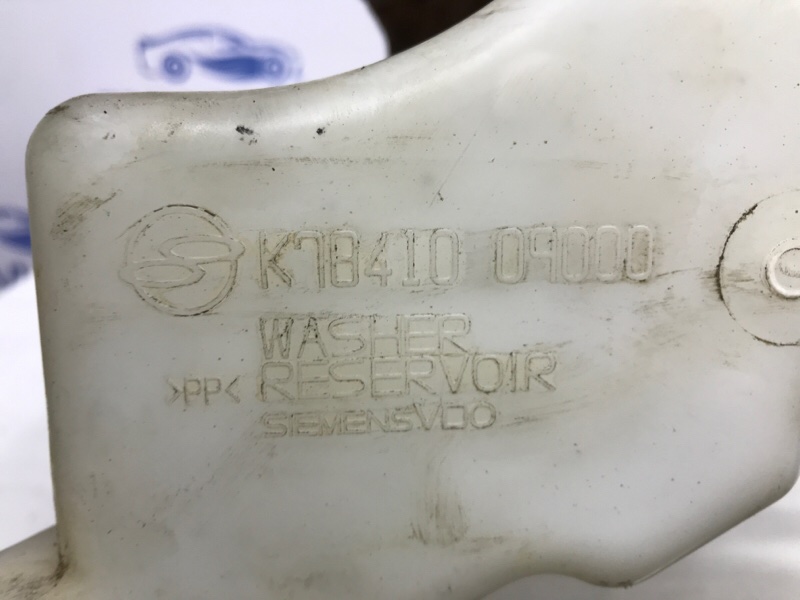 K78410 09000
WASHER
>PP< RESERVOIR
SIEMENSVDO